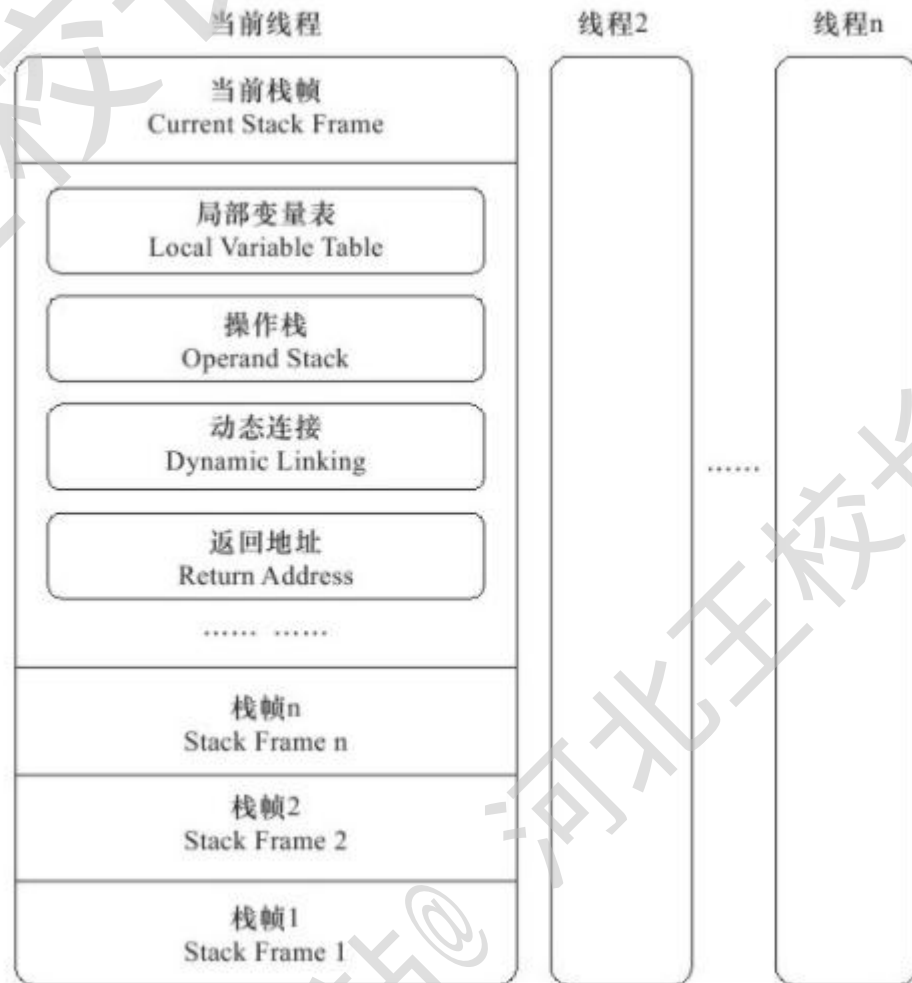 当前线程
线程2
线程n
当前栈帧
Current Stack Frame
局部变量表
Local Variable Table
操作栈
Operand Stack
动态连接
Dynamic Linking
返回地址
Return Address
…… ……
……
栈帧n
Stack Frame n
栈帧2
Stack Frame 2
栈帧1
Stack Frame 1
站@ 河北王校长